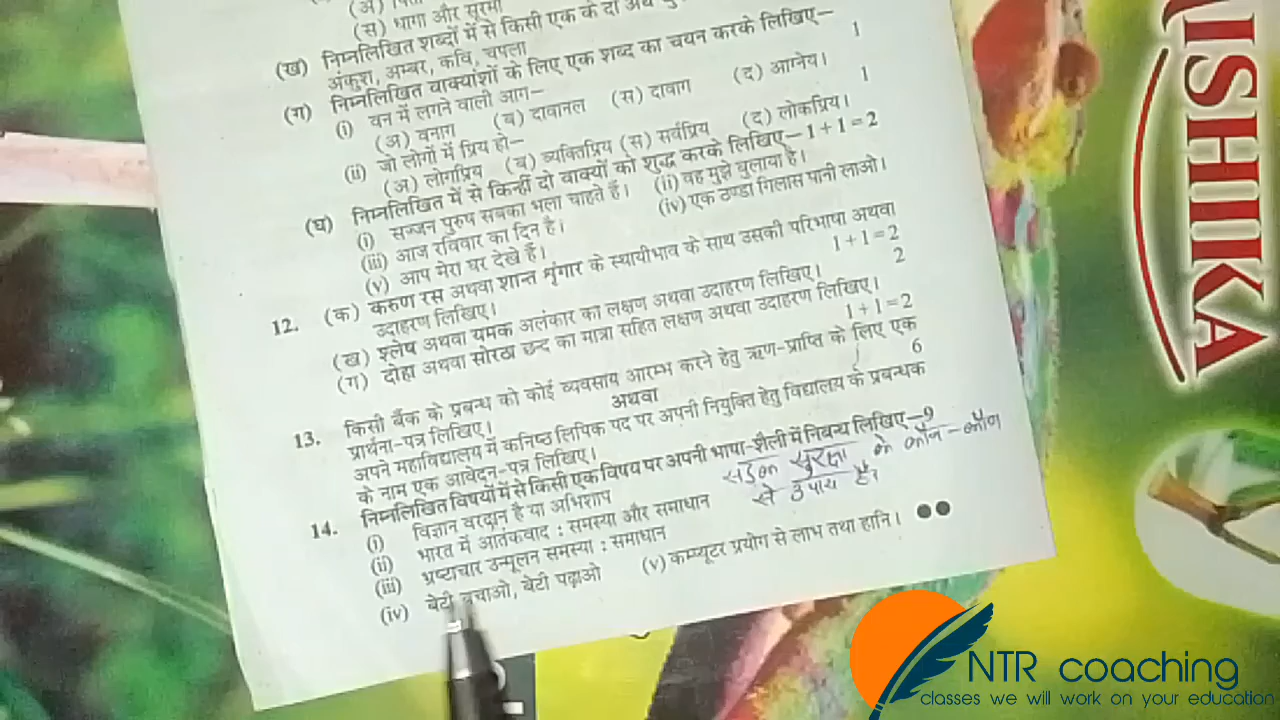 (स) भागा और सूरमा
(ख) निम्नलिखित शब्दों में से किसी एक के दो अर्थ
अंकुश, अम्बर, कवि, चपला 1
(ग) निम्नलिखित वाक्यांशों के लिए एक शब्द का चयन करके लिखिए–
(i) वन में लगने वाली आग–
(अ) वनाग (ब) दावानल (स) दावाग (द) आग्नेय। 1
(ii) जो लोगों में प्रिय हो–
(अ) लोगप्रिय (ब) व्यक्तिप्रिय (स) सर्वप्रिय (द) लोकप्रिय।
(घ) निम्नलिखित में से किन्हीं दो वाक्यों को शुद्ध करके लिखिए– 1 + 1 = 2
(i) सज्जन पुरुष सबका भला चाहते हैं। (ii) वह मुझे बुलाया है।
(iii) आज रविवार का दिन है। (iv) एक ठण्डा गिलास पानी लाओ।
(v) आप मेरा घर देखे हैं।
12. (क) करुण रस अथवा शान्त शृंगार के स्थायीभाव के साथ उसकी परिभाषा अथवा
उदाहरण लिखिए। 1 + 1 = 2
(ख) श्लेष अथवा यमक अलंकार का लक्षण अथवा उदाहरण लिखिए। 2
(ग) दोहा अथवा सोरठा छन्द का मात्रा सहित लक्षण अथवा उदाहरण लिखिए।
1 + 1 = 2
13. किसी बैंक के प्रबन्ध को कोई व्यवसाय आरम्भ करने हेतु ऋण-प्राप्ति के लिए एक
प्रार्थना-पत्र लिखिए। 6
अथवा
अपने महाविद्यालय में कनिष्ठ लिपिक पद पर अपनी नियुक्ति हेतु विद्यालय के प्रबन्धक
के नाम एक आवेदन-पत्र लिखिए।
14. निम्नलिखित विषयों में से किसी एक विषय पर अपनी भाषा-शैली में निबन्ध लिखिए–9
(i) विज्ञान वरदान है या अभिशाप
(ii) भारत में आतंकवाद : समस्या और समाधान
(iii) भ्रष्टाचार उन्मूलन समस्या : समाधान
(iv) बेटी बचाओ, बेटी पढ़ाओ (v) कम्प्यूटर प्रयोग से लाभ तथा हानि।
सड़क सुरक्षा के कौन-कौन
से उपाय है।
AISHIKA
NTR coaching
classes we will work on your education